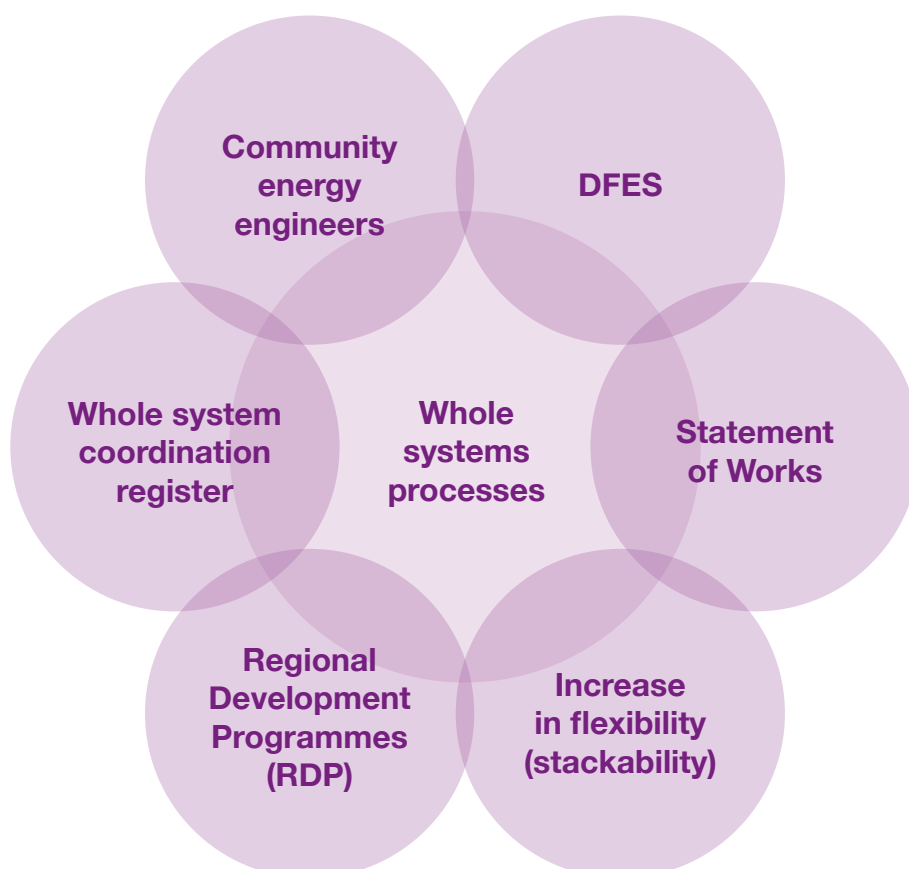 Community
energy
engineers
DFES
Whole system
coordination
register
Whole
systems
processes
Statement
of Works
Regional
Development
Programmes
(RDP)
Increase
in flexibility
(stackability)